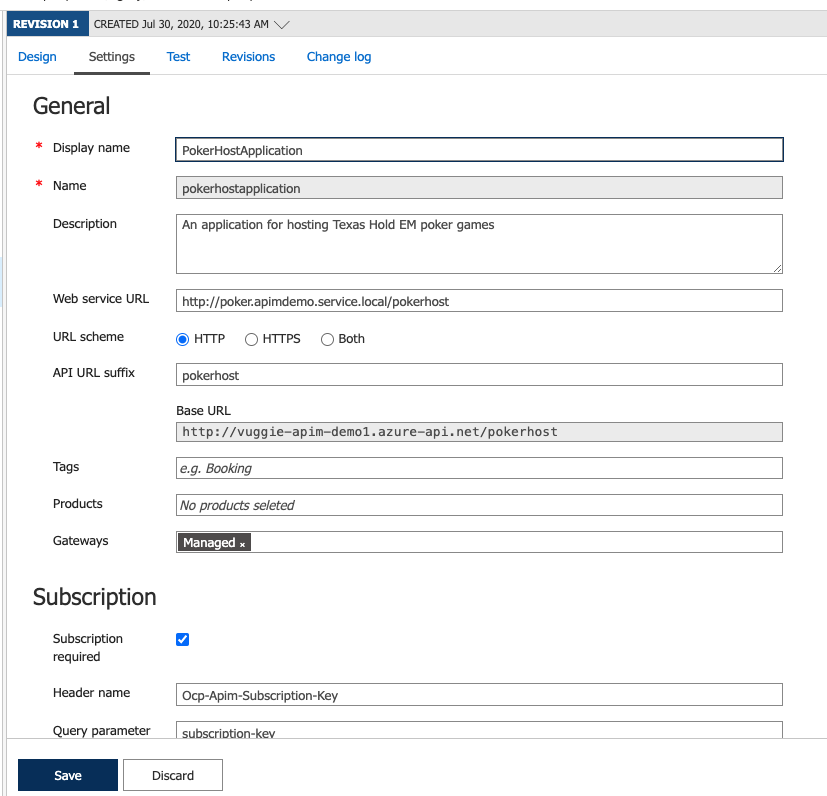 REVISION 1 CREATED Jul 30, 2020, 10:25:43 AM
Design Settings Test Revisions Change log
General
* Display name PokerHostApplication
* Name pokerhostapplication
Description An application for hosting Texas Hold EM poker games
Web service URL http://poker.apimdemo.service.local/pokerhost
URL scheme HTTP HTTPS Both
API URL suffix pokerhost
Base URL
http://vuggie-apim-demo1.azure-api.net/pokerhost
Tags e.g. Booking
Products No products seleted
Gateways Managed ×
Subscription
Subscription
required
Header name Ocp-Apim-Subscription-Key
Query parameter subscription-key
Save Discard